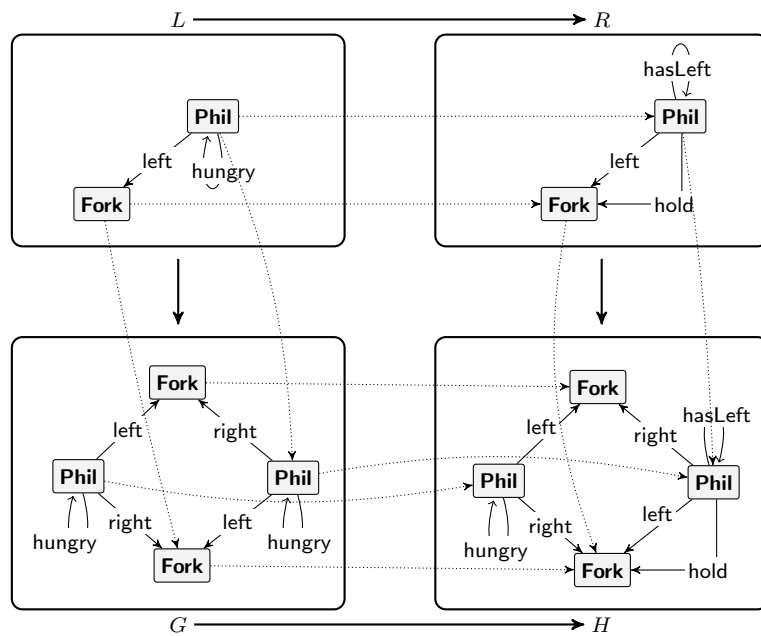 L R
Phil
left
hungry
Fork
hasLeft
Phil
left
Fork
hold
Fork
left
right
Phil
Phil
hungry
right
left
hungry
Fork
Fork
hasLeft
left
right
Phil
Phil
hungry
right
left
hold
Fork
G H